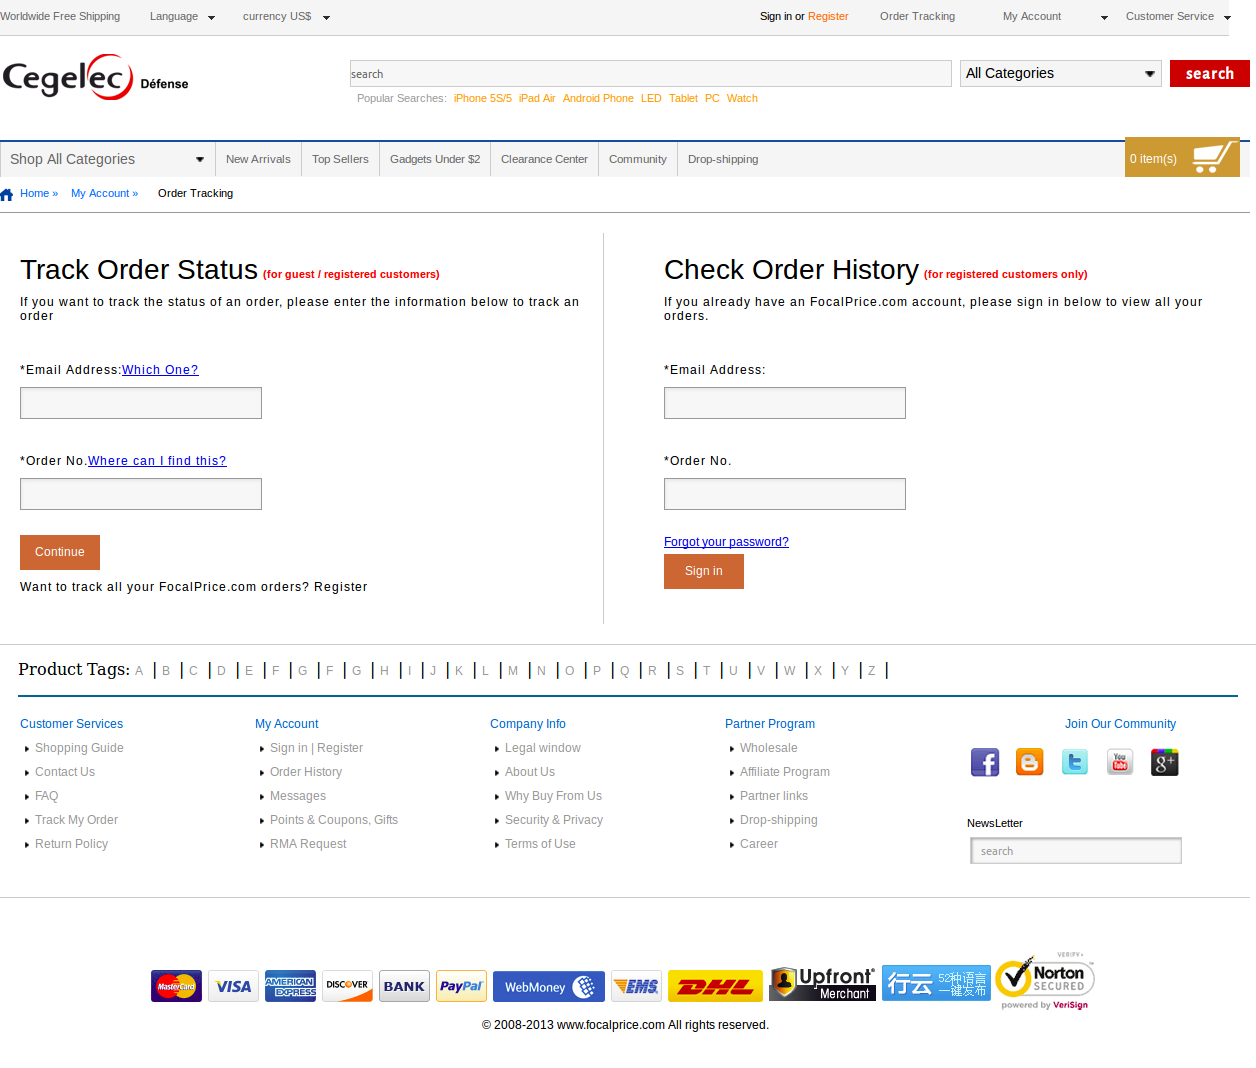 Worldwide Free Shipping Language currency US$ Sign in or Register Order Tracking My Account Customer Service
Cegelec Défense
search All Categories search
Popular Searches: iPhone 5S/5 iPad Air Android Phone LED Tablet PC Watch
Shop All Categories New Arrivals Top Sellers Gadgets Under $2 Clearance Center Community Drop-shipping 0 item(s)
Home » My Account » Order Tracking
Track Order Status (for guest / registered customers)
If you want to track the status of an order, please enter the information below to track an
order
*Email Address:Which One?
*Order No.Where can I find this?
Continue
Want to track all your FocalPrice.com orders? Register
Check Order History (for registered customers only)
If you already have an FocalPrice.com account, please sign in below to view all your
orders.
*Email Address:
*Order No.
Forgot your password?
Sign in
Product Tags: A | B | C | D | E | F | G | F | G | H | I | J | K | L | M | N | O | P | Q | R | S | T | U | V | W | X | Y | Z |
Customer Services
Shopping Guide
Contact Us
FAQ
Track My Order
Return Policy
My Account
Sign in | Register
Order History
Messages
Points & Coupons, Gifts
RMA Request
Company Info
Legal window
About Us
Why Buy From Us
Security & Privacy
Terms of Use
Partner Program
Wholesale
Affiliate Program
Partner links
Drop-shipping
Career
Join Our Community
You Tube g+
NewsLetter
search
MasterCard VISA AMERICAN EXPRESS DISCOVER BANK PayPal WebMoney EMS DHL Upfront Merchant 行云 52种语言 一键发布 VERIFY+ Norton SECURED powered by VeriSign
© 2008-2013 www.focalprice.com All rights reserved.